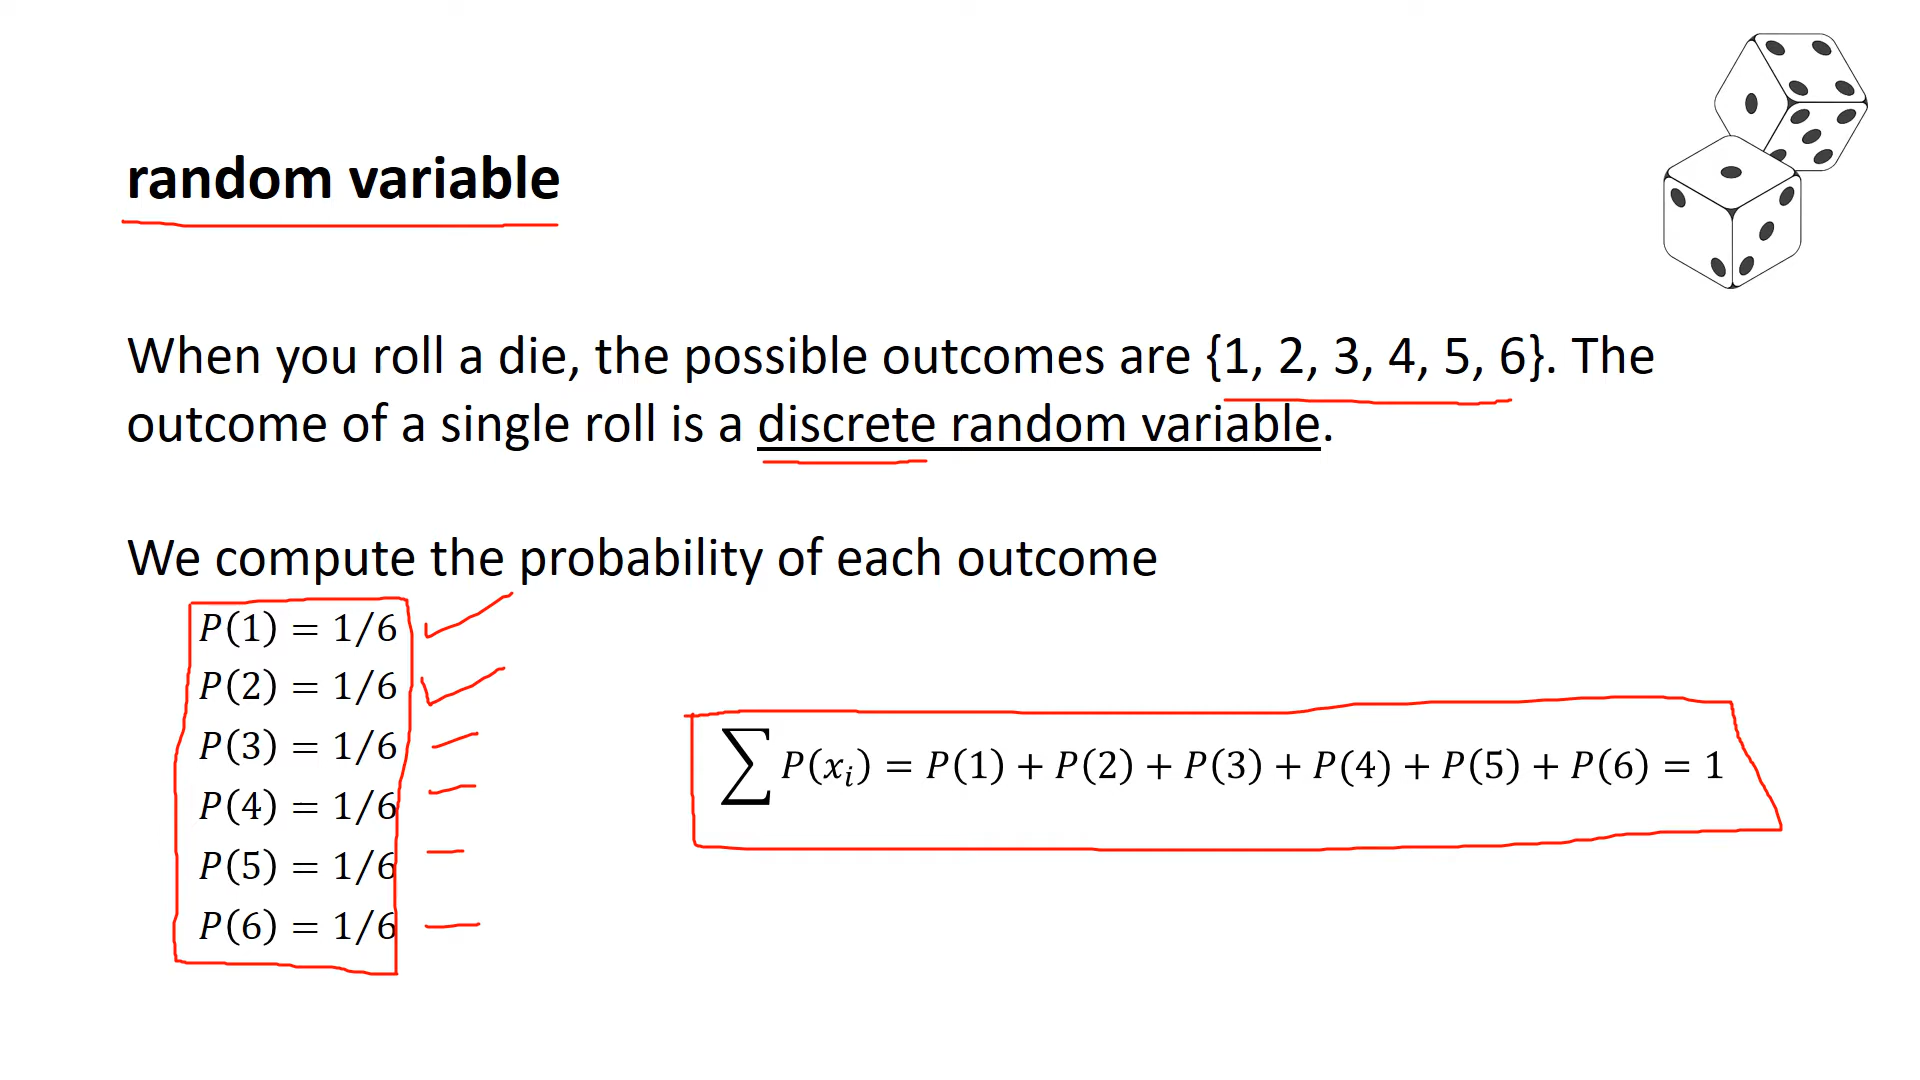 random variable
When you roll a die, the possible outcomes are {1, 2, 3, 4, 5, 6}. The
outcome of a single roll is a discrete random variable.
We compute the probability of each outcome
P(1) = 1/6
P(2) = 1/6
P(3) = 1/6
P(4) = 1/6
P(5) = 1/6
P(6) = 1/6
∑ P(xᵢ) = P(1) + P(2) + P(3) + P(4) + P(5) + P(6) = 1